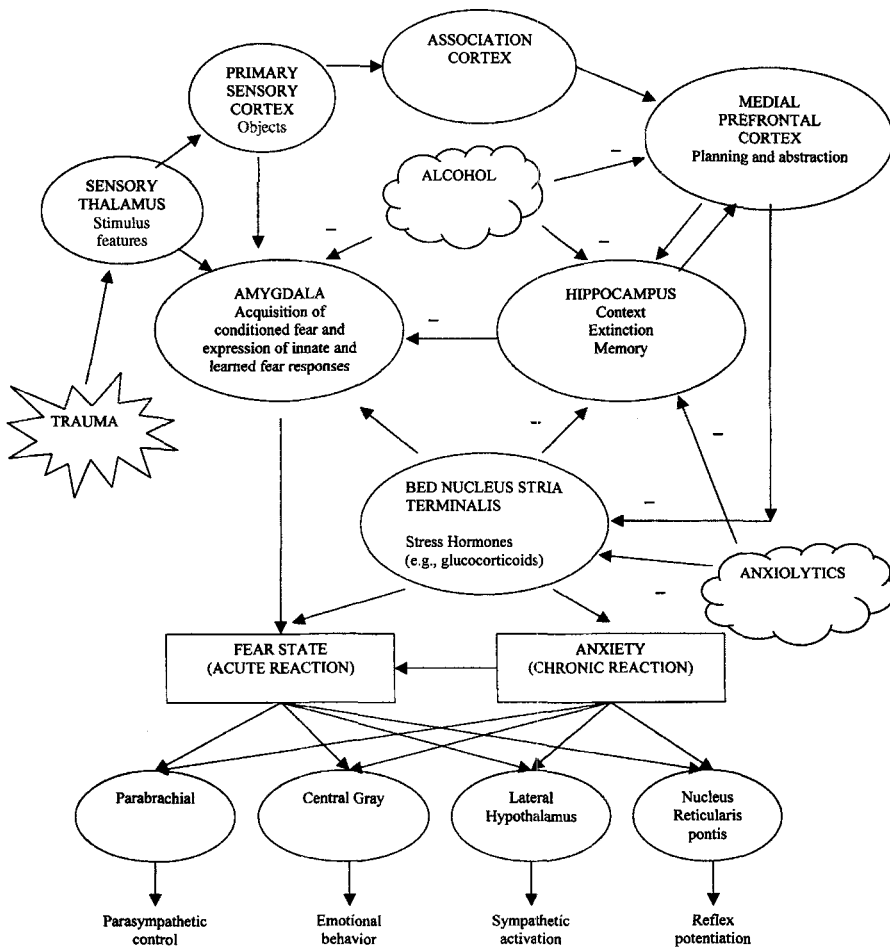 ASSOCIATION
CORTEX
PRIMARY
SENSORY
CORTEX
Objects
MEDIAL
PREFRONTAL
CORTEX
Planning and abstraction
ALCOHOL
SENSORY
THALAMUS
Stimulus
features
AMYGDALA
Acquisition of
conditioned fear and
expression of innate and
learned fear responses
HIPPOCAMPUS
Context
Extinction
Memory
TRAUMA
BED NUCLEUS STRIA
TERMINALIS
Stress Hormones
(e.g., glucocorticoids)
ANXIOLYTICS
FEAR STATE
(ACUTE REACTION)
ANXIETY
(CHRONIC REACTION)
Parabrachial
Central Gray
Lateral
Hypothalamus
Nucleus
Reticularis
pontis
Parasympathetic
control
Emotional
behavior
Sympathetic
activation
Reflex
potentiation